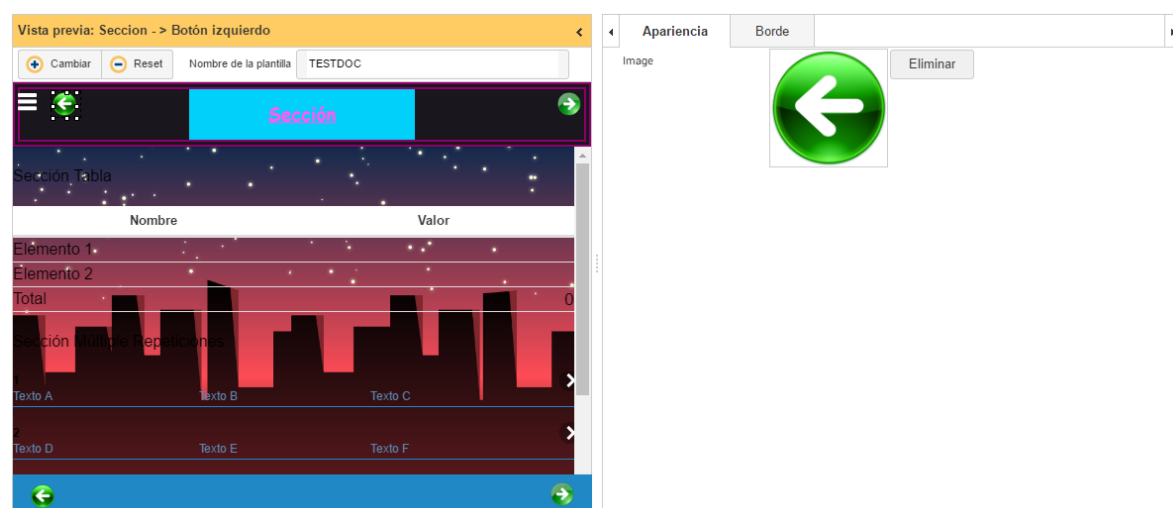 Vista previa: Seccion - > Botón izquierdo
Cambiar Reset Nombre de la plantilla TESTDOC
Sección
Sección Tabla
Nombre Valor
Elemento 1
Elemento 2
Total 0
Sección Múltiple Repeticiones
1
Texto A Texto B Texto C
2
Texto D Texto E Texto F
Apariencia Borde
Image Eliminar